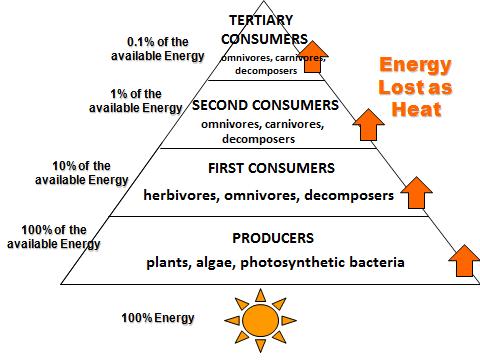 TERTIARY
CONSUMERS
omnivores, carnivores,
decomposers
0.1% of the
available Energy
Energy
Lost as
Heat
1% of the
available Energy
SECOND CONSUMERS
omnivores, carnivores,
decomposers
10% of the
available Energy
FIRST CONSUMERS
herbivores, omnivores, decomposers
100% of the
available Energy
PRODUCERS
plants, algae, photosynthetic bacteria
100% Energy